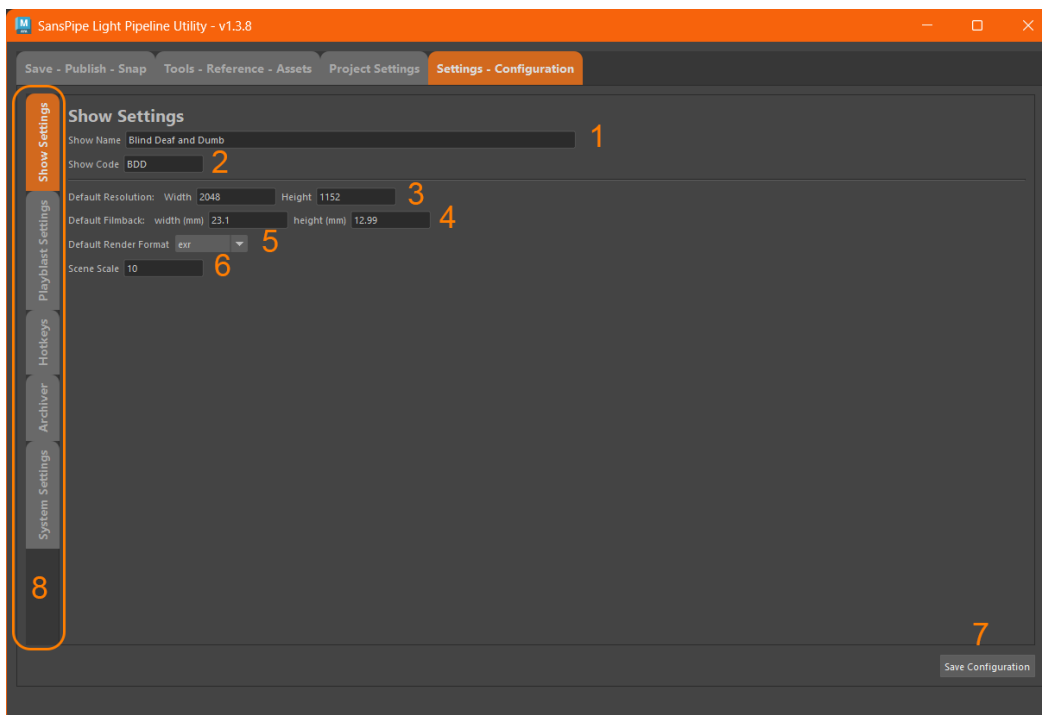 SansPipe Light Pipeline Utility - v1.3.8
Save - Publish - Snap Tools - Reference - Assets Project Settings Settings - Configuration
Show Settings
Playblast Settings
Hotkeys
Archiver
System Settings
8
Show Settings
Show Name Blind Deaf and Dumb 1
Show Code BDD 2
Default Resolution: Width 2048 Height 1152 3
Default Filmback: width (mm) 23.1 height (mm) 12.99 4
Default Render Format exr 5
Scene Scale 10 6
7
Save Configuration